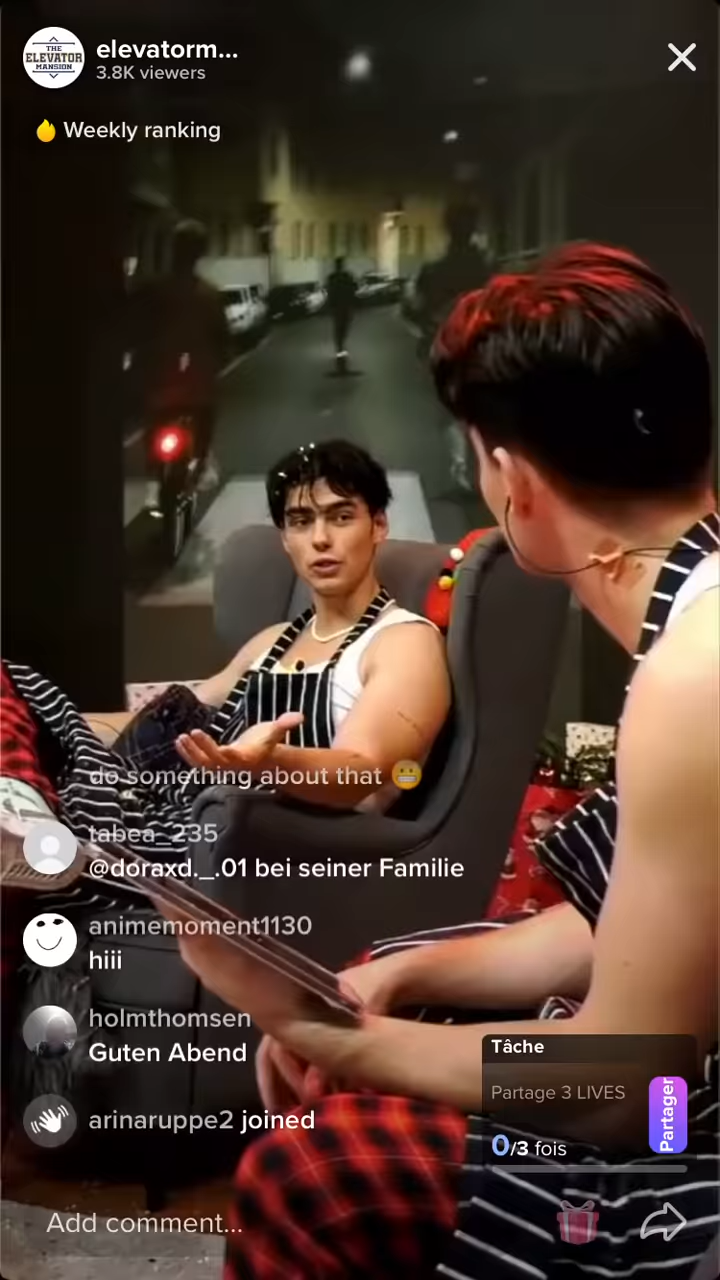 THE
ELEVATOR
MANSION
elevatorm...
3.8K viewers
Weekly ranking
do something about that 😬
tabea_235
@doraxd._.01 bei seiner Familie
animemoment1130
hiii
holmthomsen
Guten Abend
arinaruppe2 joined
Tâche
Partage 3 LIVES
Partager
0/3 fois
Add comment...